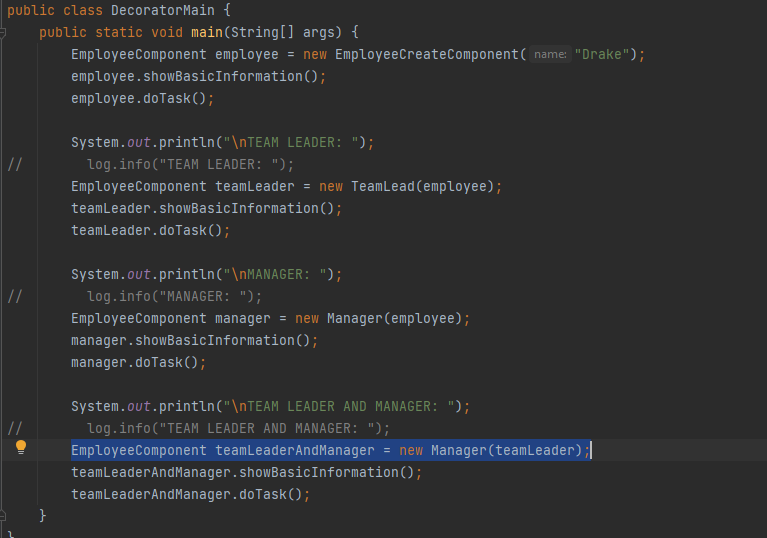 public class DecoratorMain {
    public static void main(String[] args) {
        EmployeeComponent employee = new EmployeeCreateComponent( name: "Drake");
        employee.showBasicInformation();
        employee.doTask();

        System.out.println("\nTEAM LEADER: ");
//        log.info("TEAM LEADER: ");
        EmployeeComponent teamLeader = new TeamLead(employee);
        teamLeader.showBasicInformation();
        teamLeader.doTask();

        System.out.println("\nMANAGER: ");
//        log.info("MANAGER: ");
        EmployeeComponent manager = new Manager(employee);
        manager.showBasicInformation();
        manager.doTask();

        System.out.println("\nTEAM LEADER AND MANAGER: ");
//        log.info("TEAM LEADER AND MANAGER: ");
        EmployeeComponent teamLeaderAndManager = new Manager(teamLeader);
        teamLeaderAndManager.showBasicInformation();
        teamLeaderAndManager.doTask();
    }
}